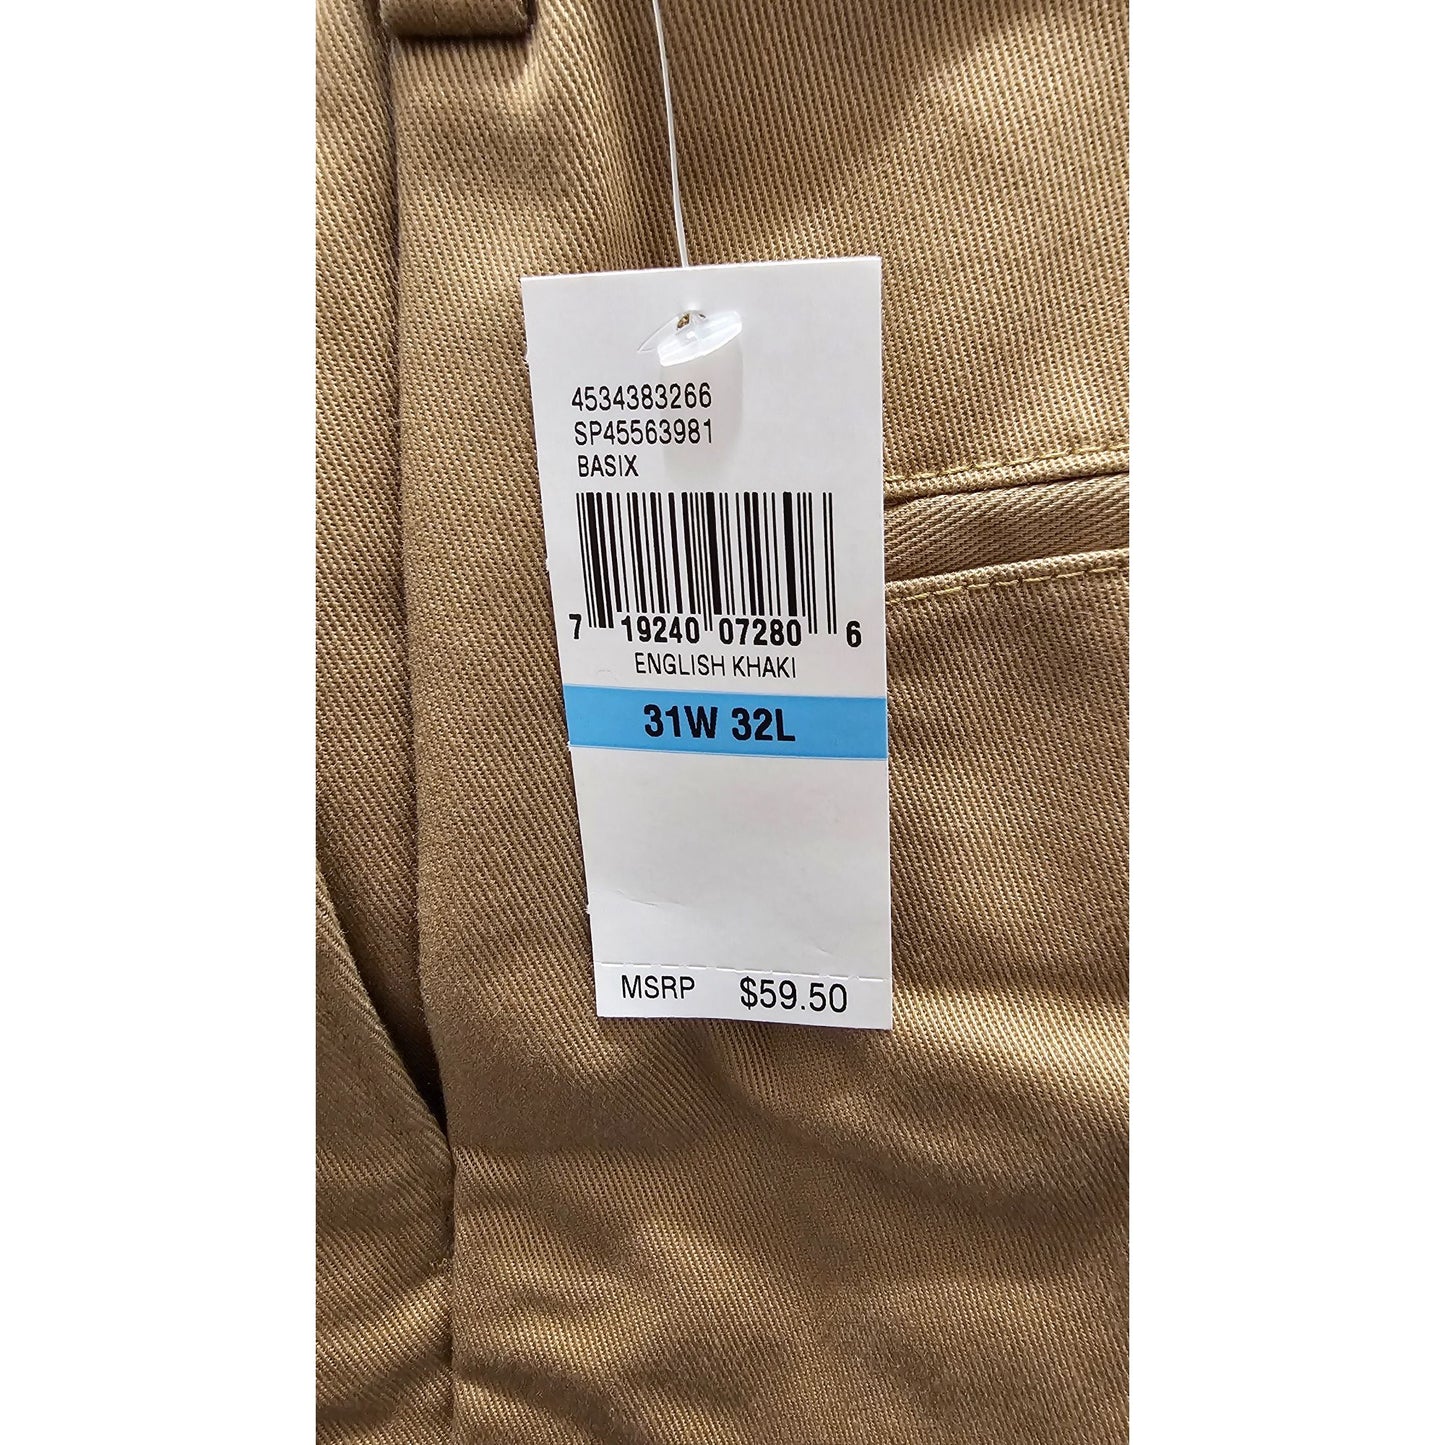 4534383266
SP45563981
BASIX
7 19240 07280 6
ENGLISH KHAKI
31W 32L
MSRP $59.50